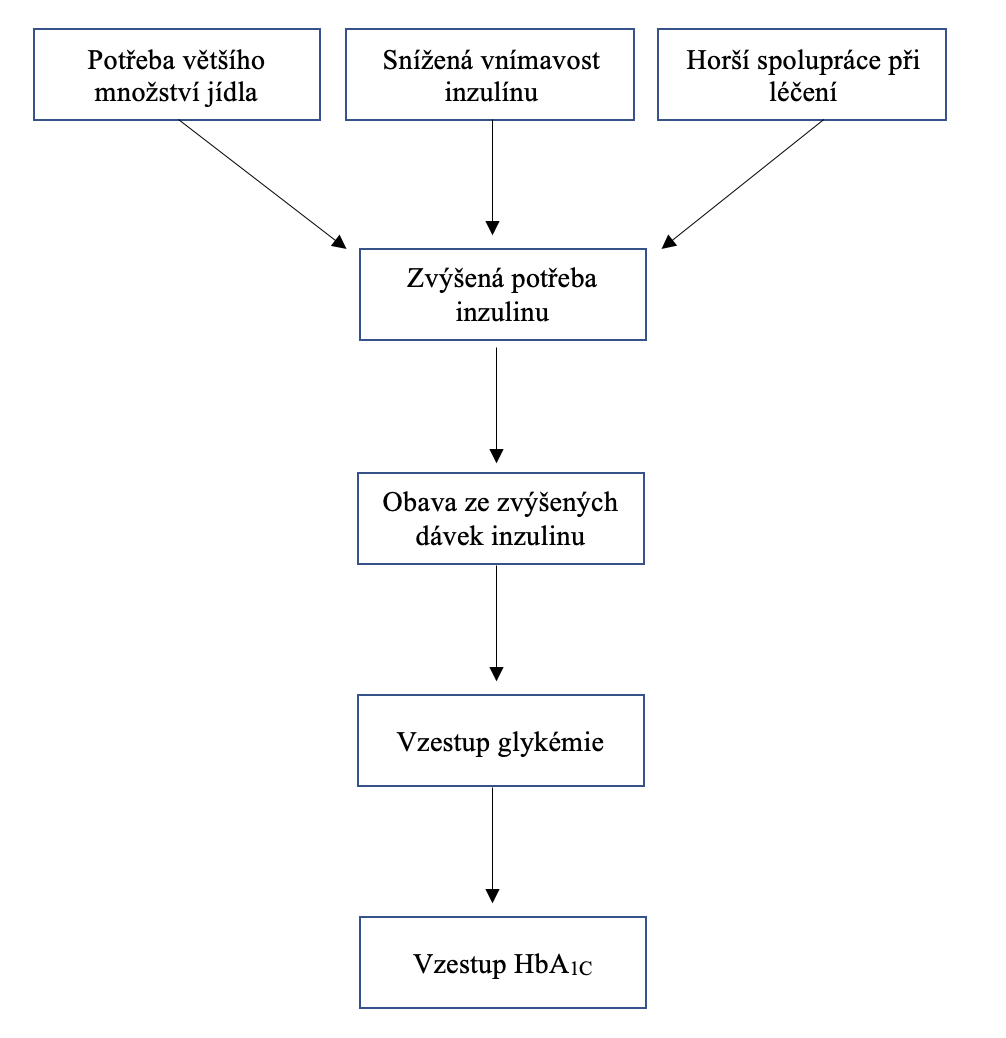 Potřeba většího
množství jídla
Snížená vnímavost
inzulínu
Horší spolupráce při
léčení
Zvýšená potřeba
inzulinu
Obava ze zvýšených
dávek inzulinu
Vzestup glykémie
Vzestup HbA1C